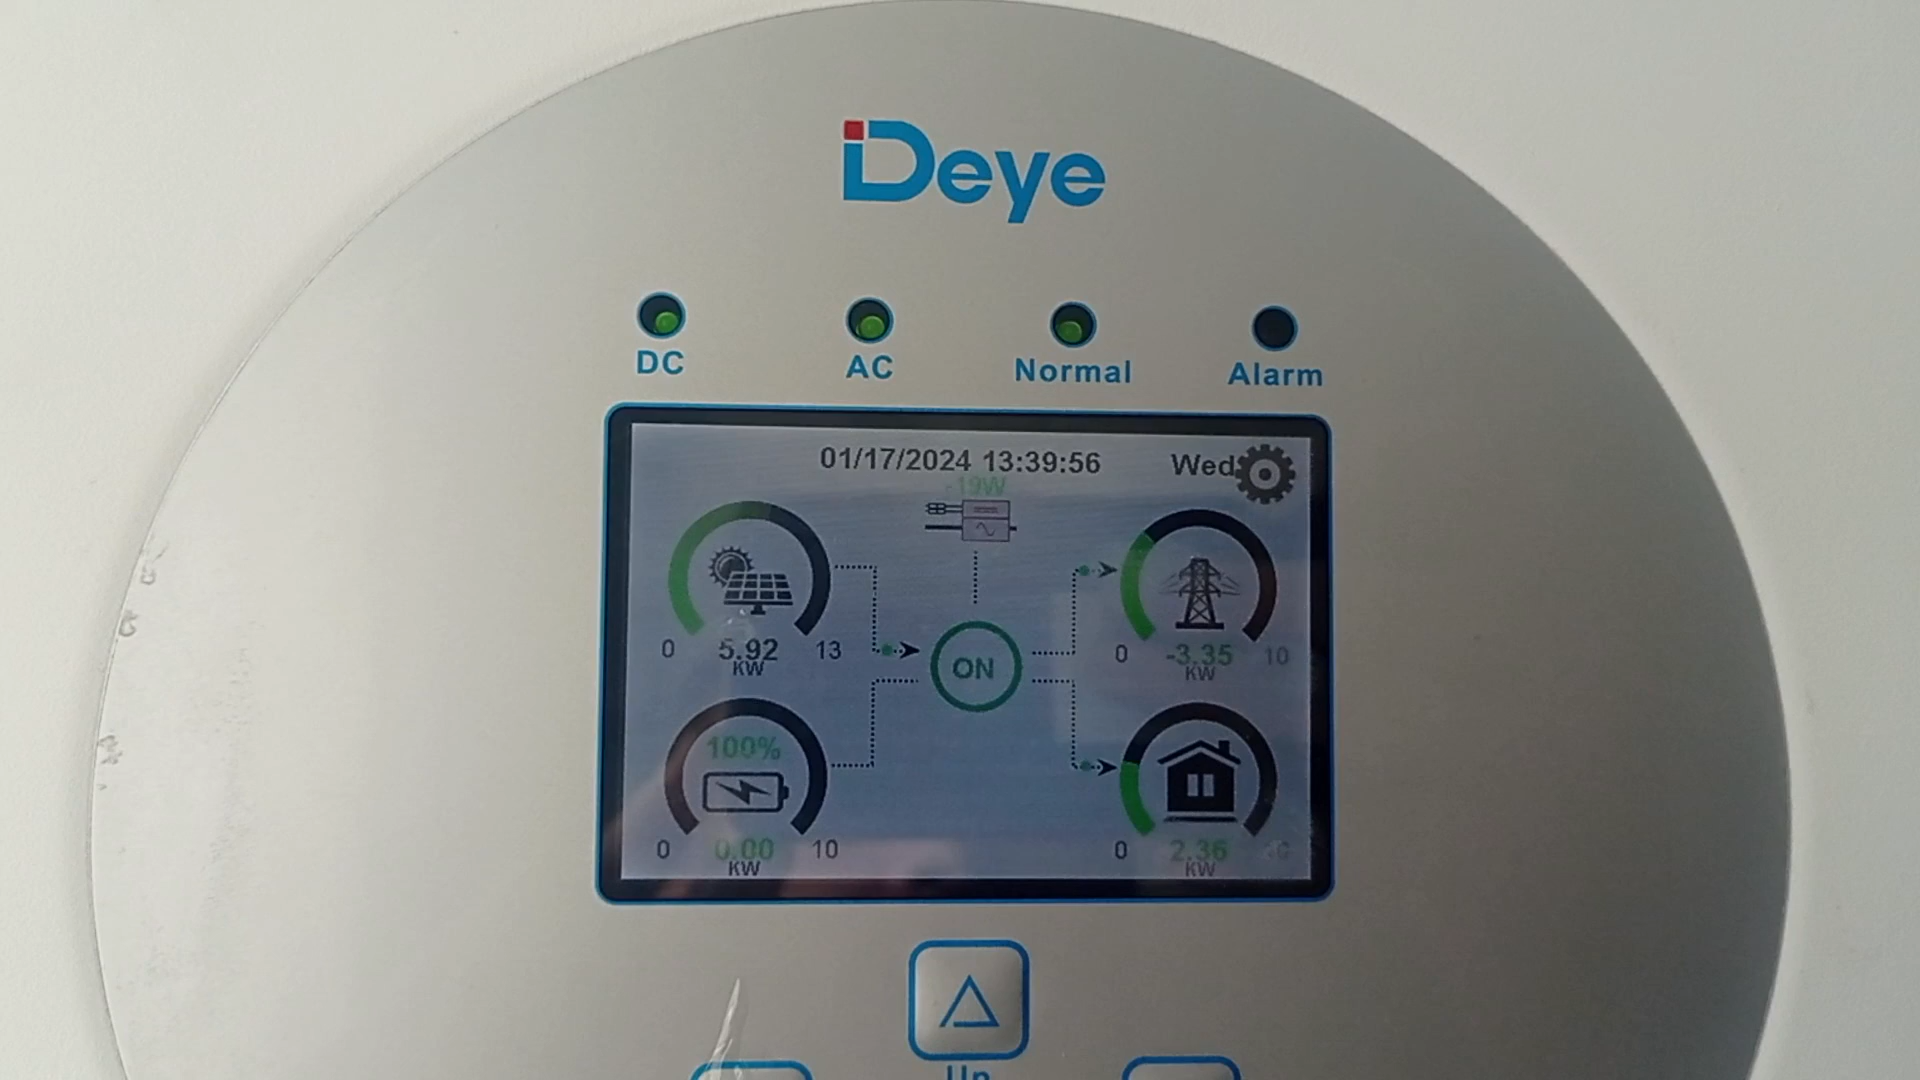 Deye
DC AC Normal Alarm
01/17/2024 13:39:56 Wed
-19W
0 5.92 13
KW
ON
0 -3.35 10
KW
100%
0 0.00 10
KW
0 2.36
KW
Up